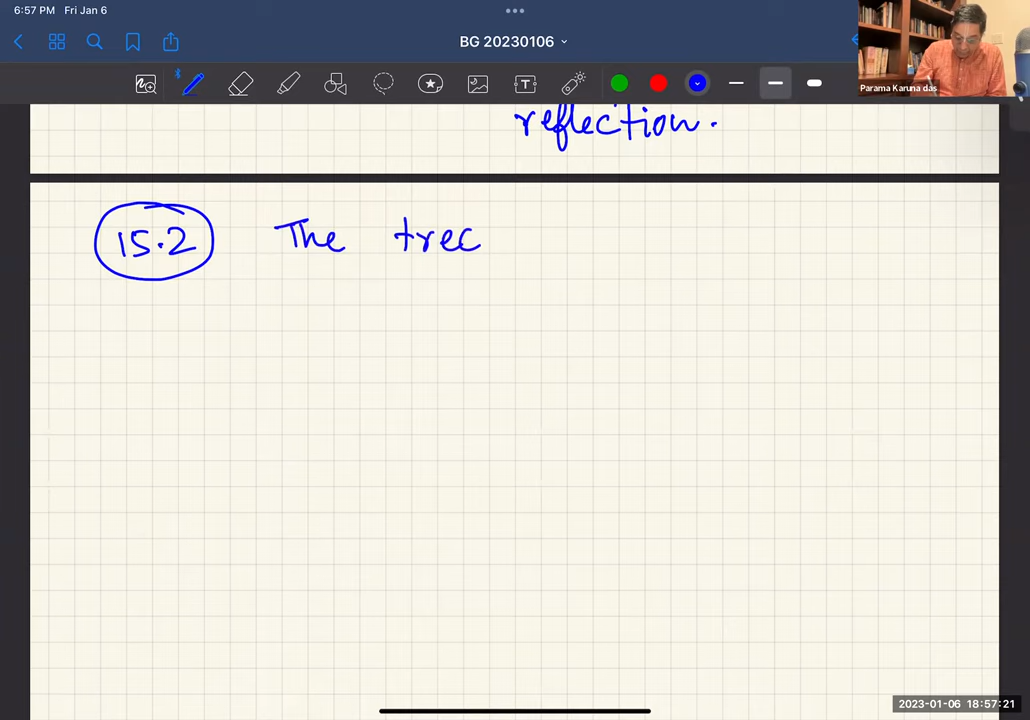 6:57 PM Fri Jan 6
BG 20230106
T
Parama Karuna das
reflection.
15.2 The tree
2023-01-06 18:57:21